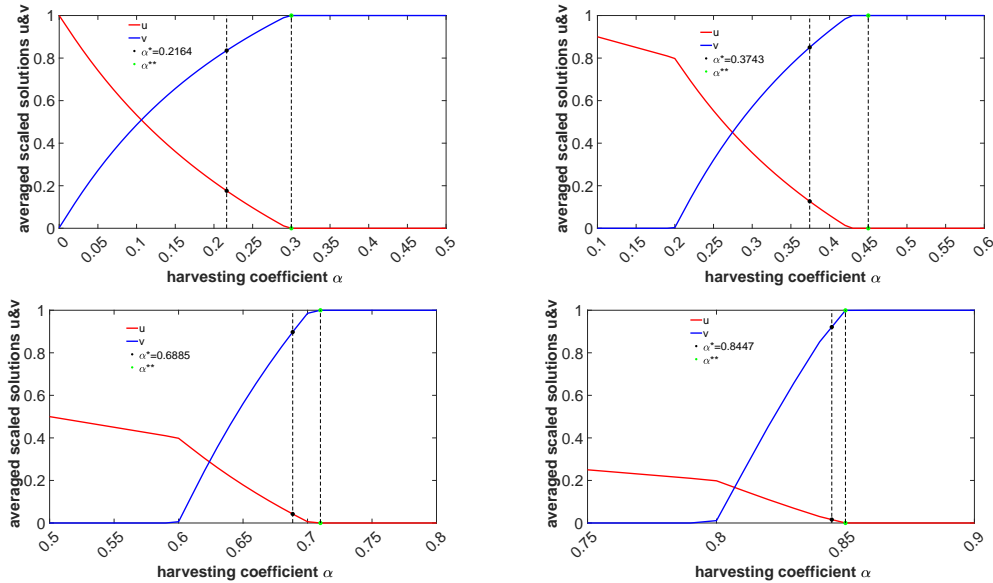 averaged scaled solutions u&v
1
0.8
0.6
0.4
0.2
0
u
v
α*=0.2164
α**
0
0.05
0.1
0.15
0.2
0.25
0.3
0.35
0.4
0.45
0.5
harvesting coefficient α
averaged scaled solutions u&v
1
0.8
0.6
0.4
0.2
0
u
v
α*=0.3743
α**
0.1
0.15
0.2
0.25
0.3
0.35
0.4
0.45
0.5
0.55
0.6
harvesting coefficient α
averaged scaled solutions u&v
1
0.8
0.6
0.4
0.2
0
u
v
α*=0.6885
α**
0.5
0.55
0.6
0.65
0.7
0.75
0.8
harvesting coefficient α
averaged scaled solutions u&v
1
0.8
0.6
0.4
0.2
0
u
v
α*=0.8447
α**
0.75
0.8
0.85
0.9
harvesting coefficient α